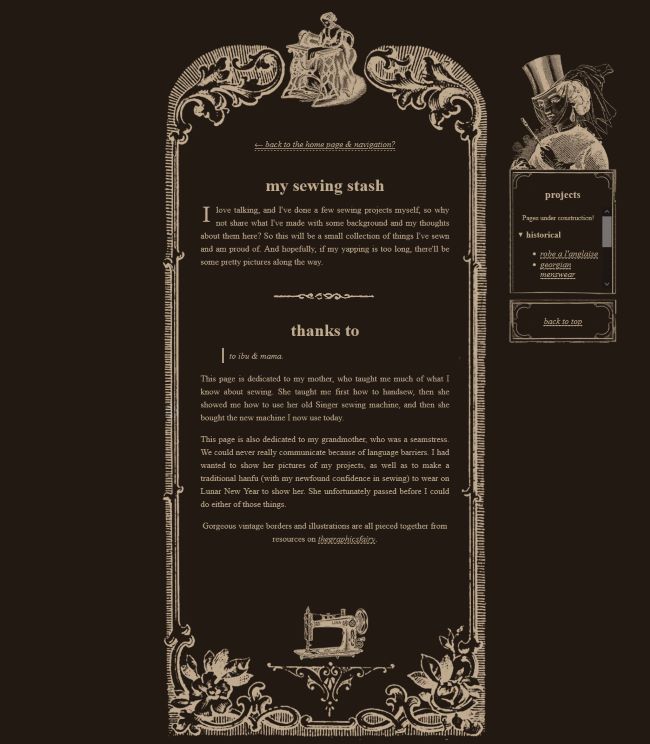 ← back to the home page & navigation?
my sewing stash
I love talking, and I've done a few sewing projects myself, so why
not share what I've made with some background and my thoughts
about them here? So this will be a small collection of things I've sewn
and am proud of. And hopefully, if my yapping is too long, there'll be
some pretty pictures along the way.
thanks to
to ibu & mama.
This page is dedicated to my mother, who taught me much of what I
know about sewing. She taught me first how to handsew, then she
showed me how to use her old Singer sewing machine, and then she
bought the new machine I now use today.
This page is also dedicated to my grandmother, who was a seamstress.
We could never really communicate because of language barriers. I had
wanted to show her pictures of my projects, as well as to make a
traditional hanfu (with my newfound confidence in sewing) to wear on
Lunar New Year to show her. She unfortunately passed before I could
do either of those things.
Gorgeous vintage borders and illustrations are all pieced together from
resources on thegraphicsfairy.
projects
Pages under construction!
▼ historical
• robe a l'anglaise
• georgian
menswear
back to top